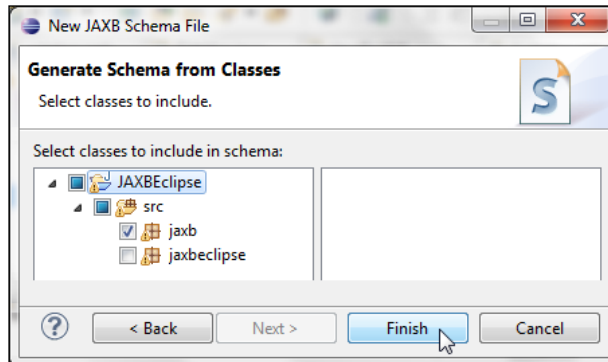 New JAXB Schema File
Generate Schema from Classes
Select classes to include.
S
Select classes to include in schema:
JAXBEclipse
src
jaxb
jaxbeclipse
? < Back Next > Finish Cancel